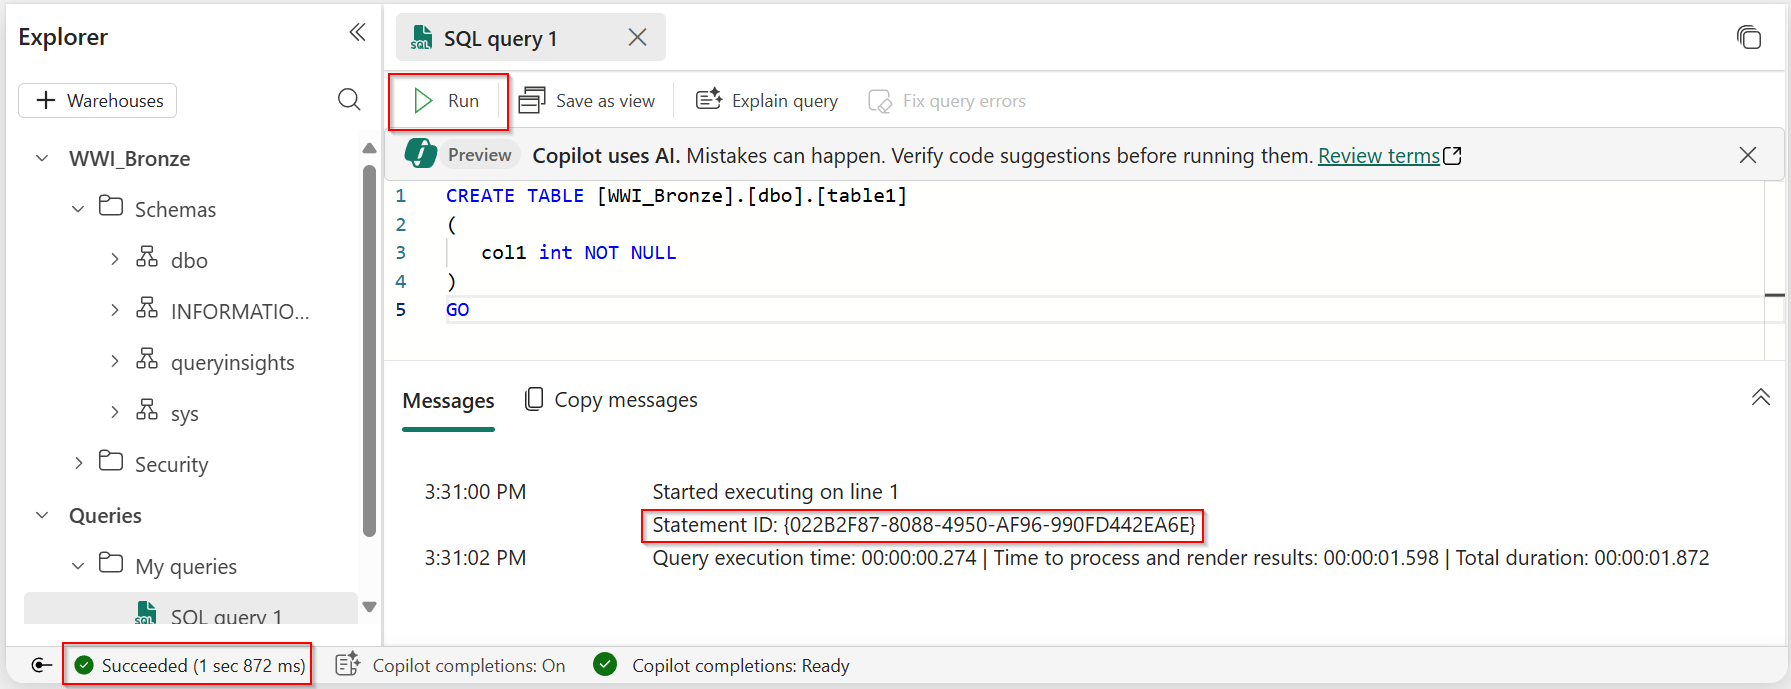 Explorer
Warehouses
WWI_Bronze
Schemas
dbo
INFORMATIO...
queryinsights
sys
Security
Queries
My queries
SQL
SQL query 1
SQL
SQL query 1
Run
Save as view
Explain query
Fix query errors
Preview
Copilot uses AI. Mistakes can happen. Verify code suggestions before running them. Review terms
1 CREATE TABLE [WWI_Bronze].[dbo].[table1]
2 (
3 col1 int NOT NULL
4 )
5 GO
Messages
Copy messages
3:31:00 PM Started executing on line 1
Statement ID: {022B2F87-8088-4950-AF96-990FD442EA6E}
3:31:02 PM Query execution time: 00:00:00.274 | Time to process and render results: 00:00:01.598 | Total duration: 00:00:01.872
Succeeded (1 sec 872 ms)
Copilot completions: On
Copilot completions: Ready